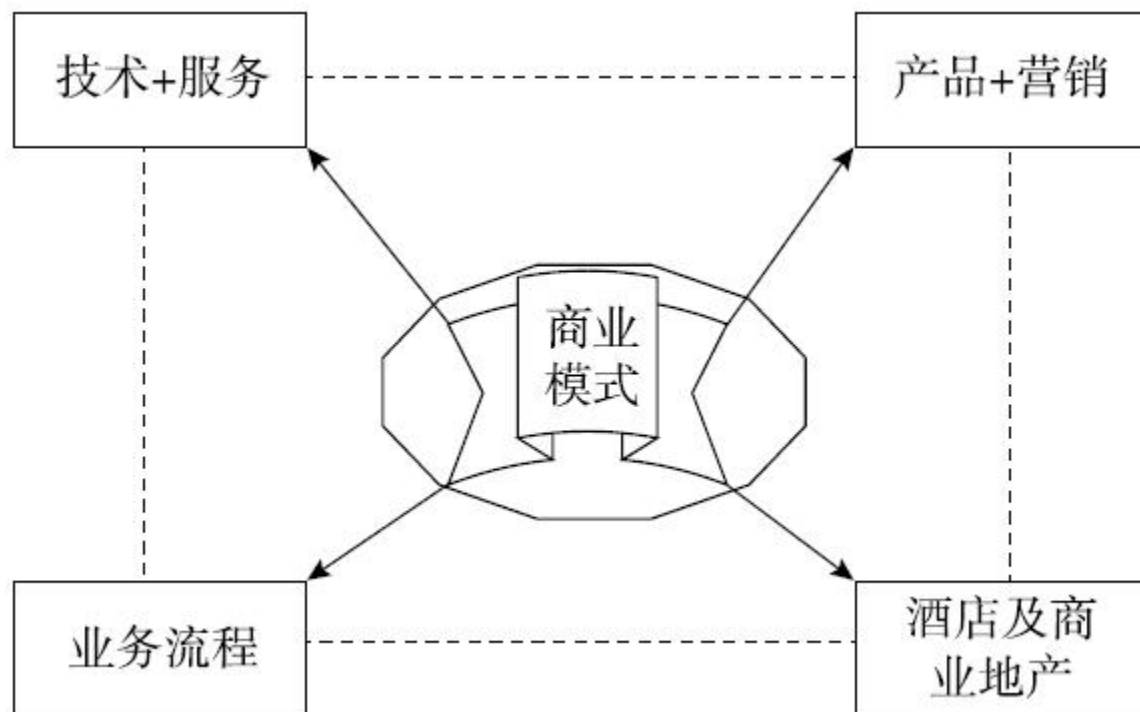 技术+服务
产品+营销
商业
模式
业务流程
酒店及商
业地产